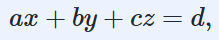 ax + by + cz = d,